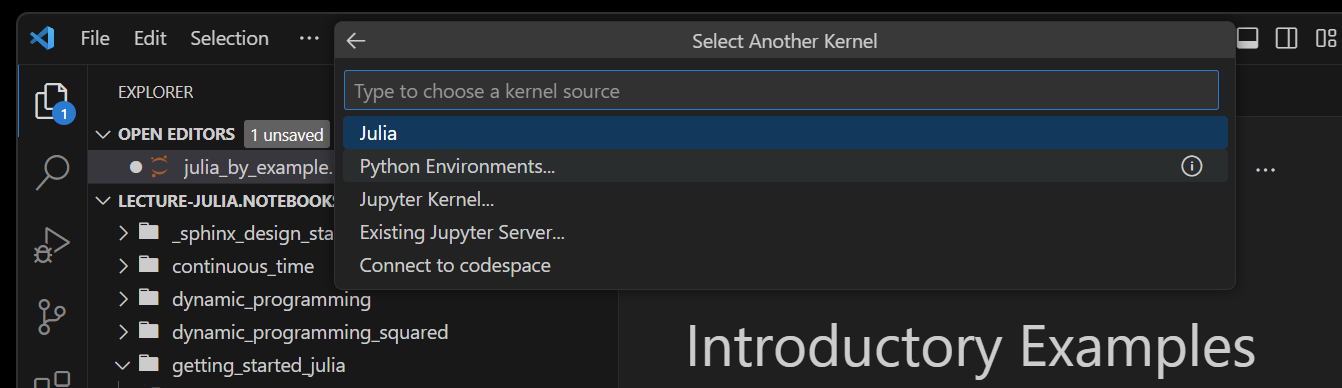 File Edit Selection ···
Select Another Kernel
Type to choose a kernel source
Julia
Python Environments...
Jupyter Kernel...
Existing Jupyter Server...
Connect to codespace
EXPLORER
1
OPEN EDITORS 1 unsaved
julia_by_example.
LECTURE-JULIA.NOTEBOOKS
_sphinx_design_sta
continuous_time
dynamic_programming
dynamic_programming_squared
getting_started_julia
...
Introductory Examples